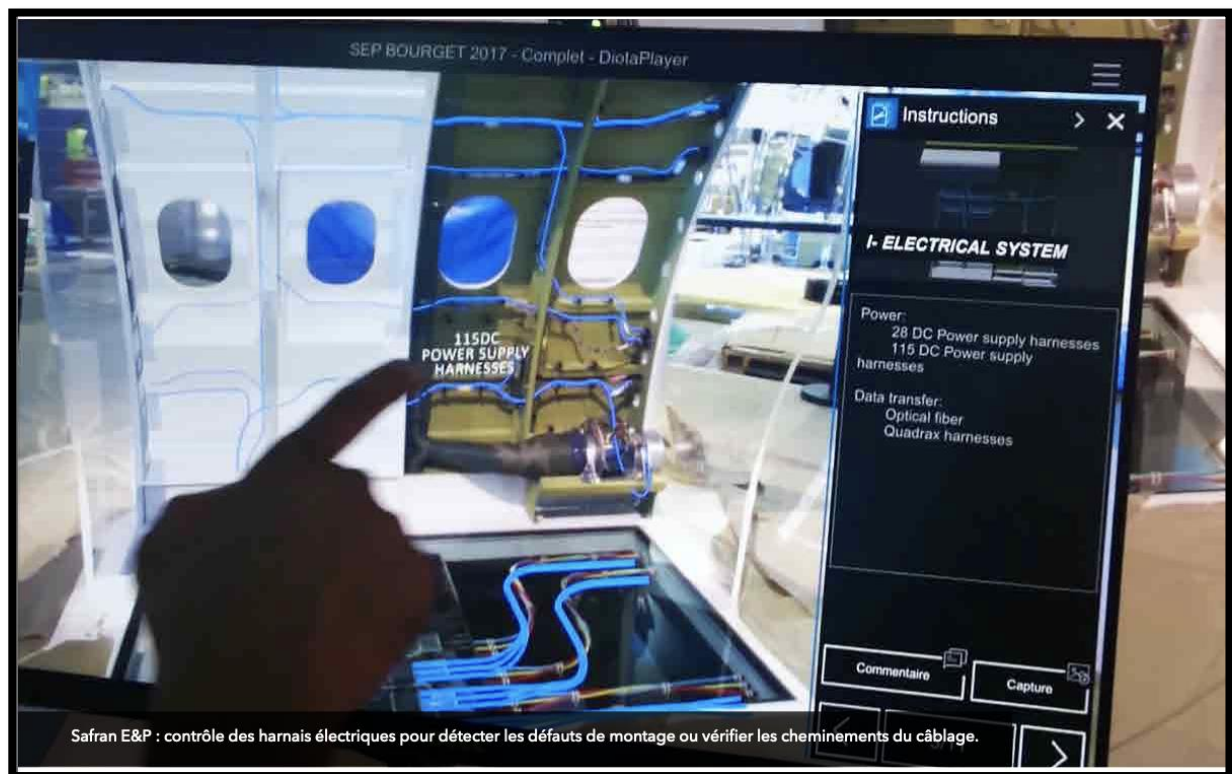 SEP BOURGET 2017 - Complet - DiotaPlayer
Instructions
I- ELECTRICAL SYSTEM
Power:
28 DC Power supply harnesses
115 DC Power supply
harnesses
Data transfer:
Optical fiber
Quadrax harnesses
115DC
POWER SUPPLY
HARNESSES
Commentaire
Capture
Safran E&P : contrôle des harnais électriques pour détecter les défauts de montage ou vérifier les cheminements du câblage.